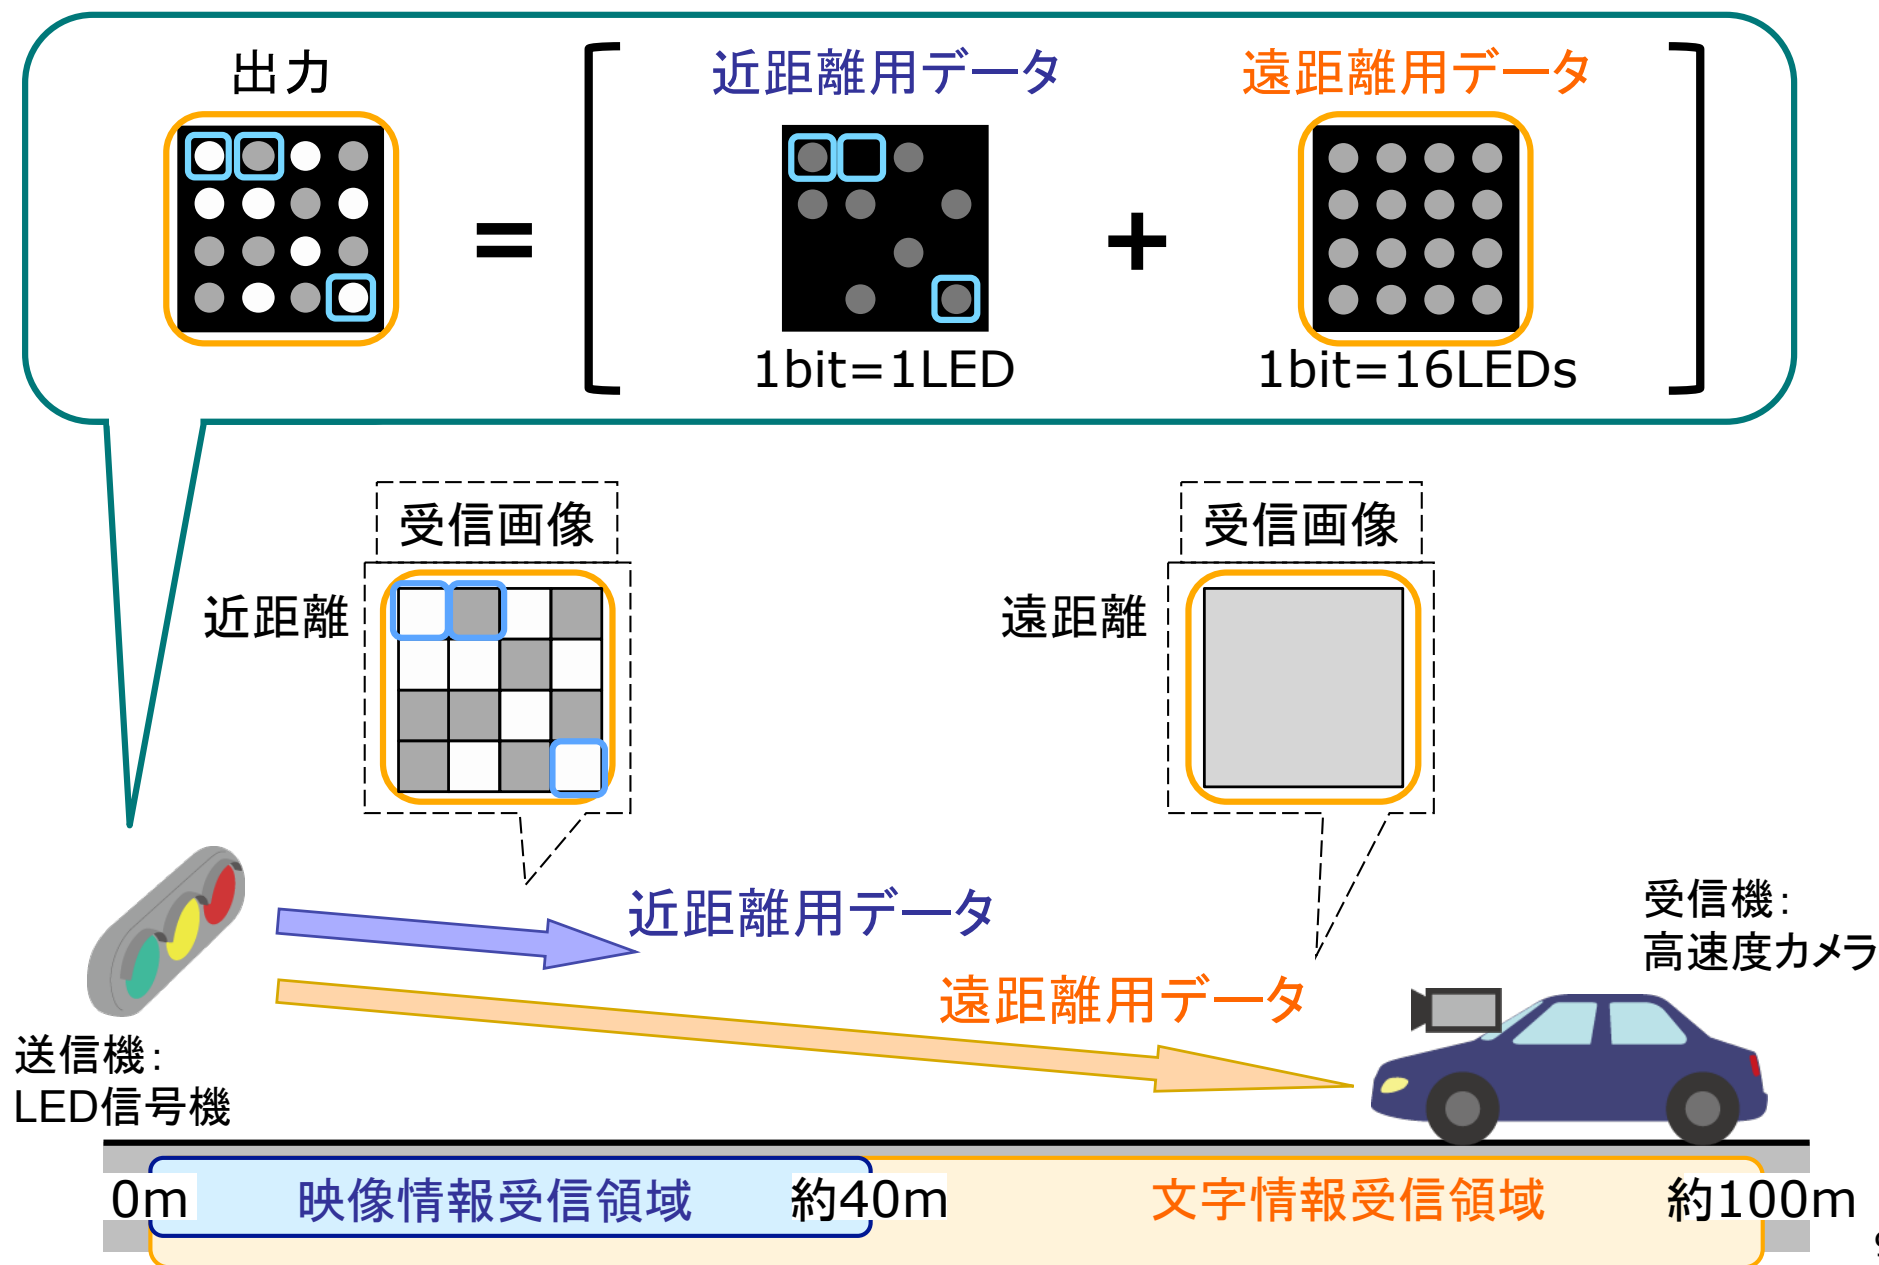 出力
近距離用データ
遠距離用データ
=
+
1bit=1LED
1bit=16LEDs
受信画像
受信画像
近距離
遠距離
近距離用データ
遠距離用データ
受信機：
高速度カメラ
送信機：
LED信号機
0m
映像情報受信領域
約40m
文字情報受信領域
約100m